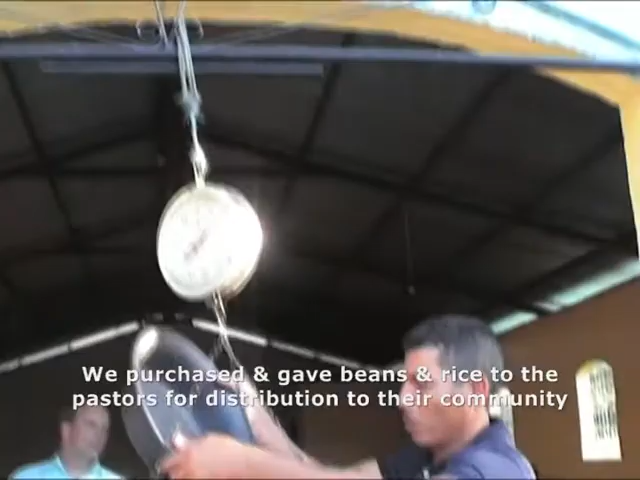 We purchased & gave beans & rice to the
pastors for distribution to their community